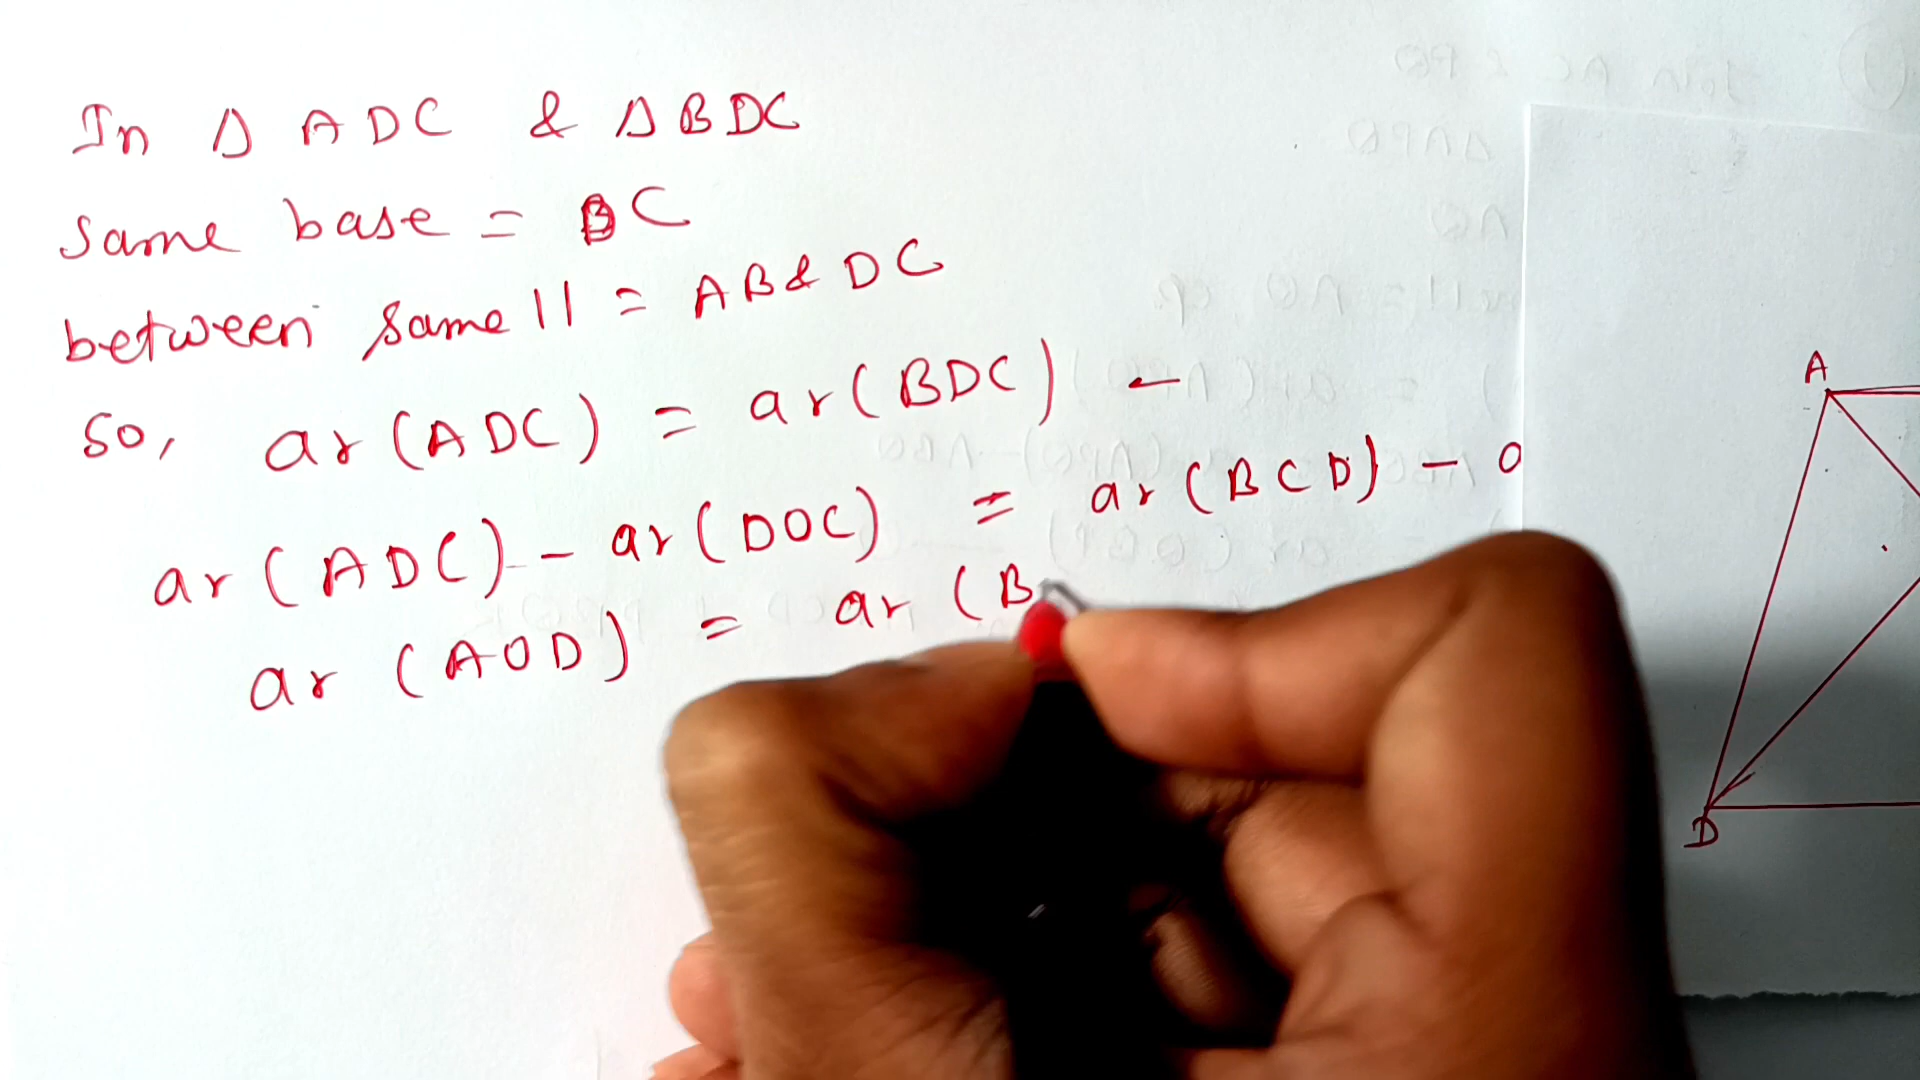 In Δ ADC & Δ BDC
Same base = DC
between same || = AB & DC
So, ar (ADC) = ar (BDC) -
ar (ADC) - ar (DOC) = ar (BCD) - a
ar (AOD) = ar (B
A
D